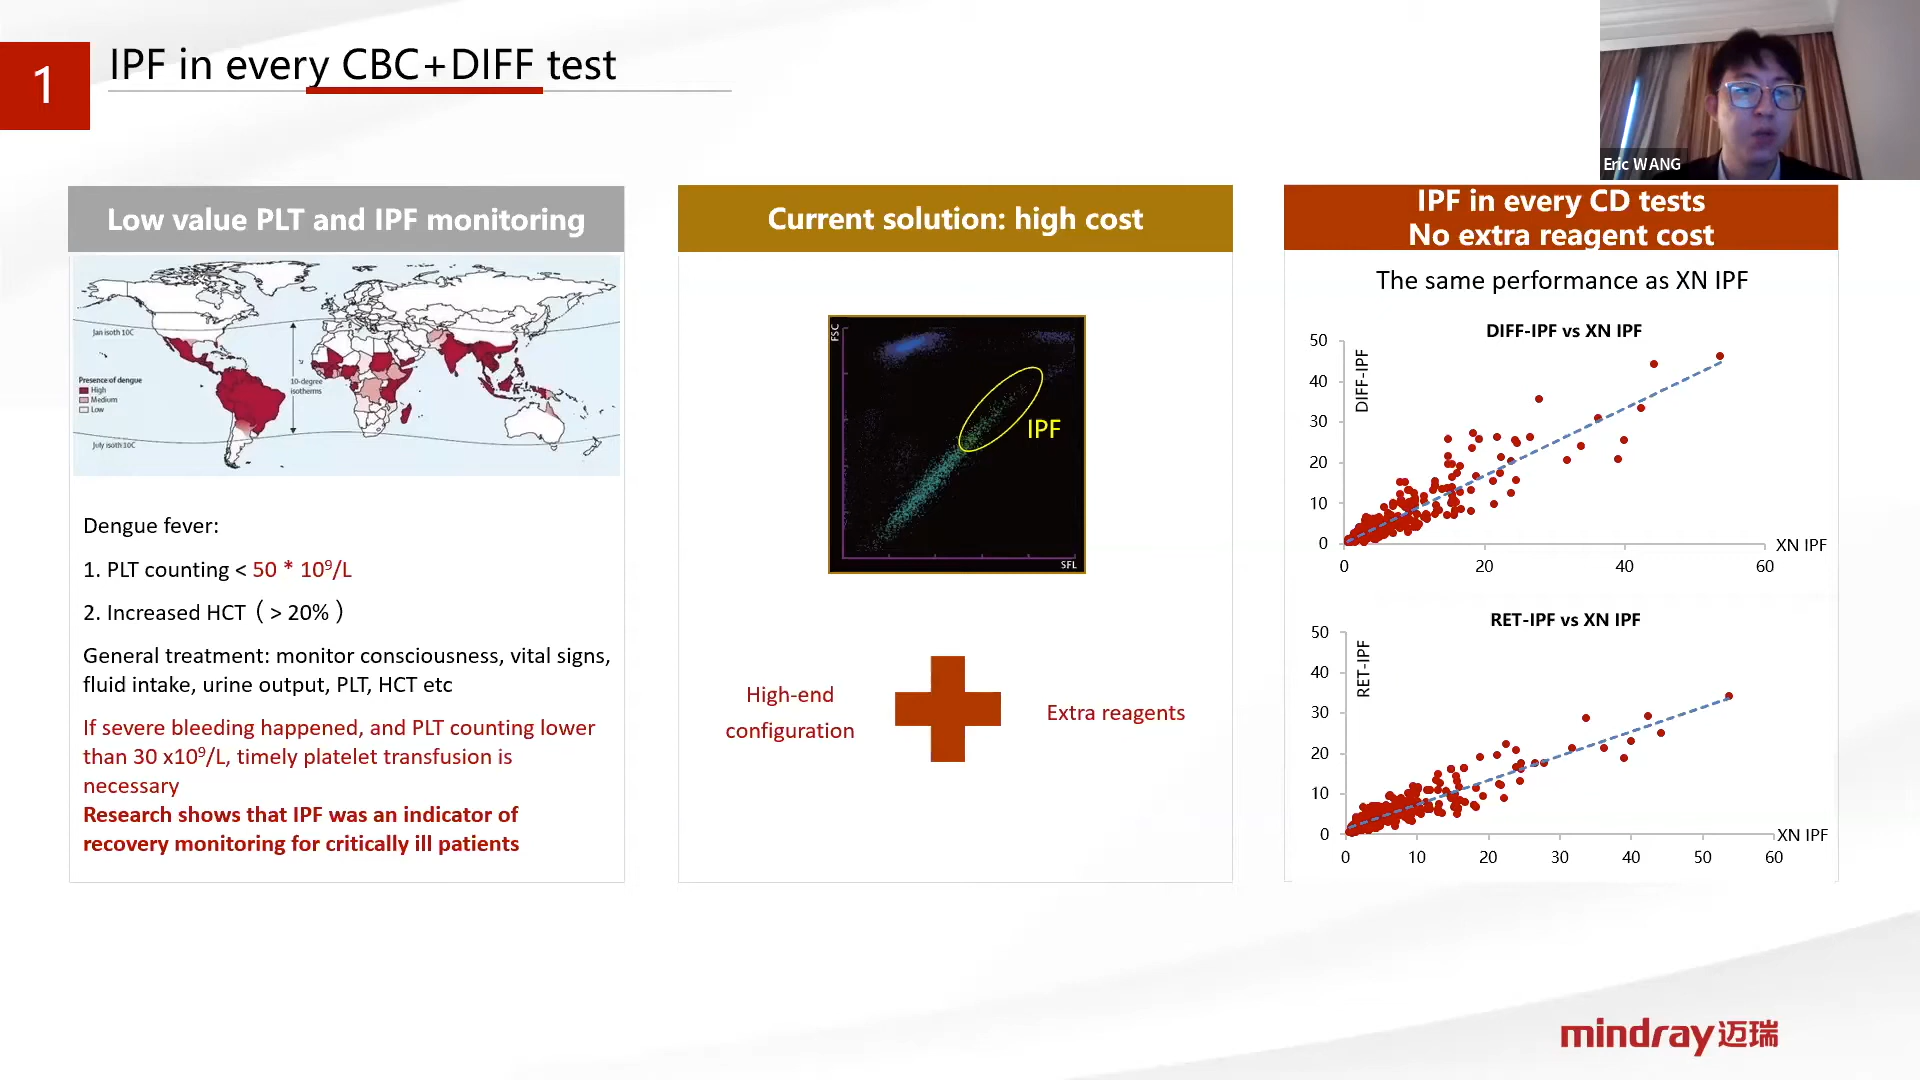 1
IPF in every CBC+DIFF test
Eric WANG
Low value PLT and IPF monitoring
Jan isoth 10C
10-degree
isotherms
Presence of dengue
High
Medium
Low
July isoth 10C
Dengue fever:
1. PLT counting < 50 * 10⁹/L
2. Increased HCT（> 20%）
General treatment: monitor consciousness, vital signs,
fluid intake, urine output, PLT, HCT etc
If severe bleeding happened, and PLT counting lower
than 30 x10⁹/L, timely platelet transfusion is
necessary
Research shows that IPF was an indicator of
recovery monitoring for critically ill patients
Current solution: high cost
FSC
IPF
SFL
High-end
configuration
Extra reagents
IPF in every CD tests
No extra reagent cost
The same performance as XN IPF
DIFF-IPF vs XN IPF
DIFF-IPF
50
40
30
20
10
0
0 20 40 60
XN IPF
RET-IPF vs XN IPF
RET-IPF
50
40
30
20
10
0
0 10 20 30 40 50 60
XN IPF
mindray迈瑞